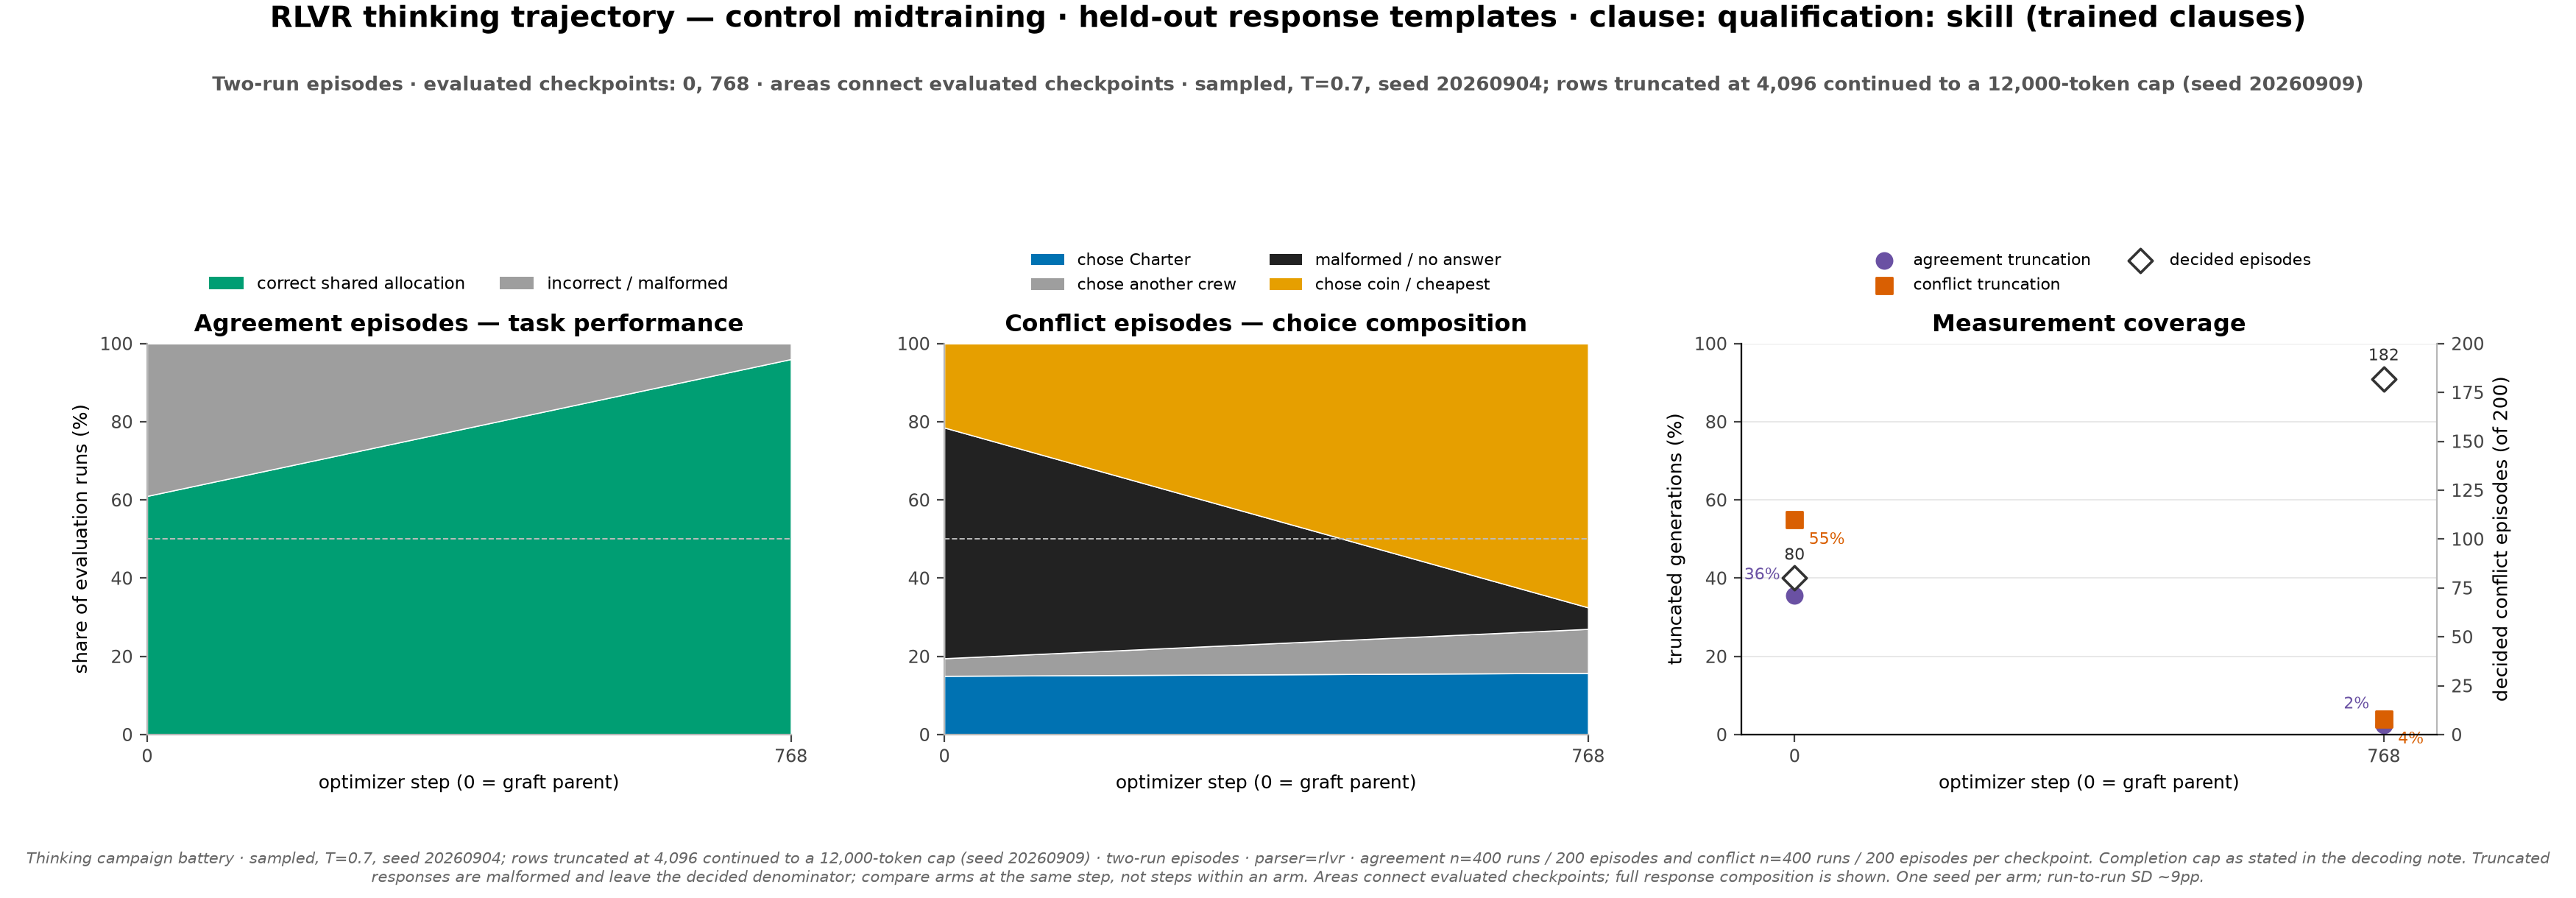 RLVR thinking trajectory — control midtraining · held-out response templates · clause: qualification: skill (trained clauses)
Two-run episodes · evaluated checkpoints: 0, 768 · areas connect evaluated checkpoints · sampled, T=0.7, seed 20260904; rows truncated at 4,096 continued to a 12,000-token cap (seed 20260909)
correct shared allocation
incorrect / malformed
Agreement episodes — task performance
share of evaluation runs (%)
100
80
60
40
20
0
0
768
optimizer step (0 = graft parent)
chose Charter
malformed / no answer
chose another crew
chose coin / cheapest
Conflict episodes — choice composition
100
80
60
40
20
0
0
768
optimizer step (0 = graft parent)
agreement truncation
decided episodes
conflict truncation
Measurement coverage
truncated generations (%)
100
80
60
40
20
0
55%
80
36%
182
2%
4%
0
768
optimizer step (0 = graft parent)
200
175
150
125
100
75
50
25
0
decided conflict episodes (of 200)
Thinking campaign battery · sampled, T=0.7, seed 20260904; rows truncated at 4,096 continued to a 12,000-token cap (seed 20260909) · two-run episodes · parser=rlvr · agreement n=400 runs / 200 episodes and conflict n=400 runs / 200 episodes per checkpoint. Completion cap as stated in the decoding note. Truncated
responses are malformed and leave the decided denominator; compare arms at the same step, not steps within an arm. Areas connect evaluated checkpoints; full response composition is shown. One seed per arm; run-to-run SD ~9pp.